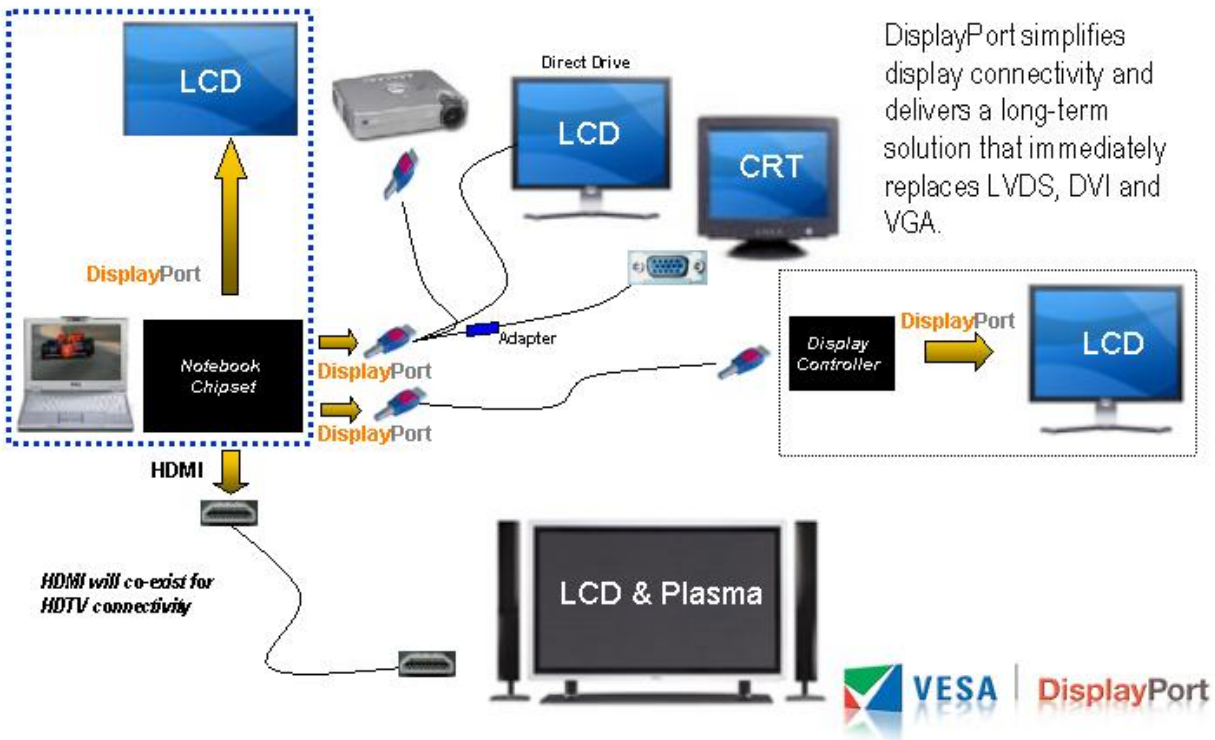 LCD
DisplayPort
Notebook
Chipset
Direct Drive
LCD
CRT
DisplayPort simplifies
display connectivity and
delivers a long-term
solution that immediately
replaces LVDS, DVI and
VGA.
Adapter
DisplayPort
DisplayPort
Display
Controller
DisplayPort
LCD
HDMI
HDMI will co-exist for
HDTV connectivity
LCD & Plasma
VESA | DisplayPort